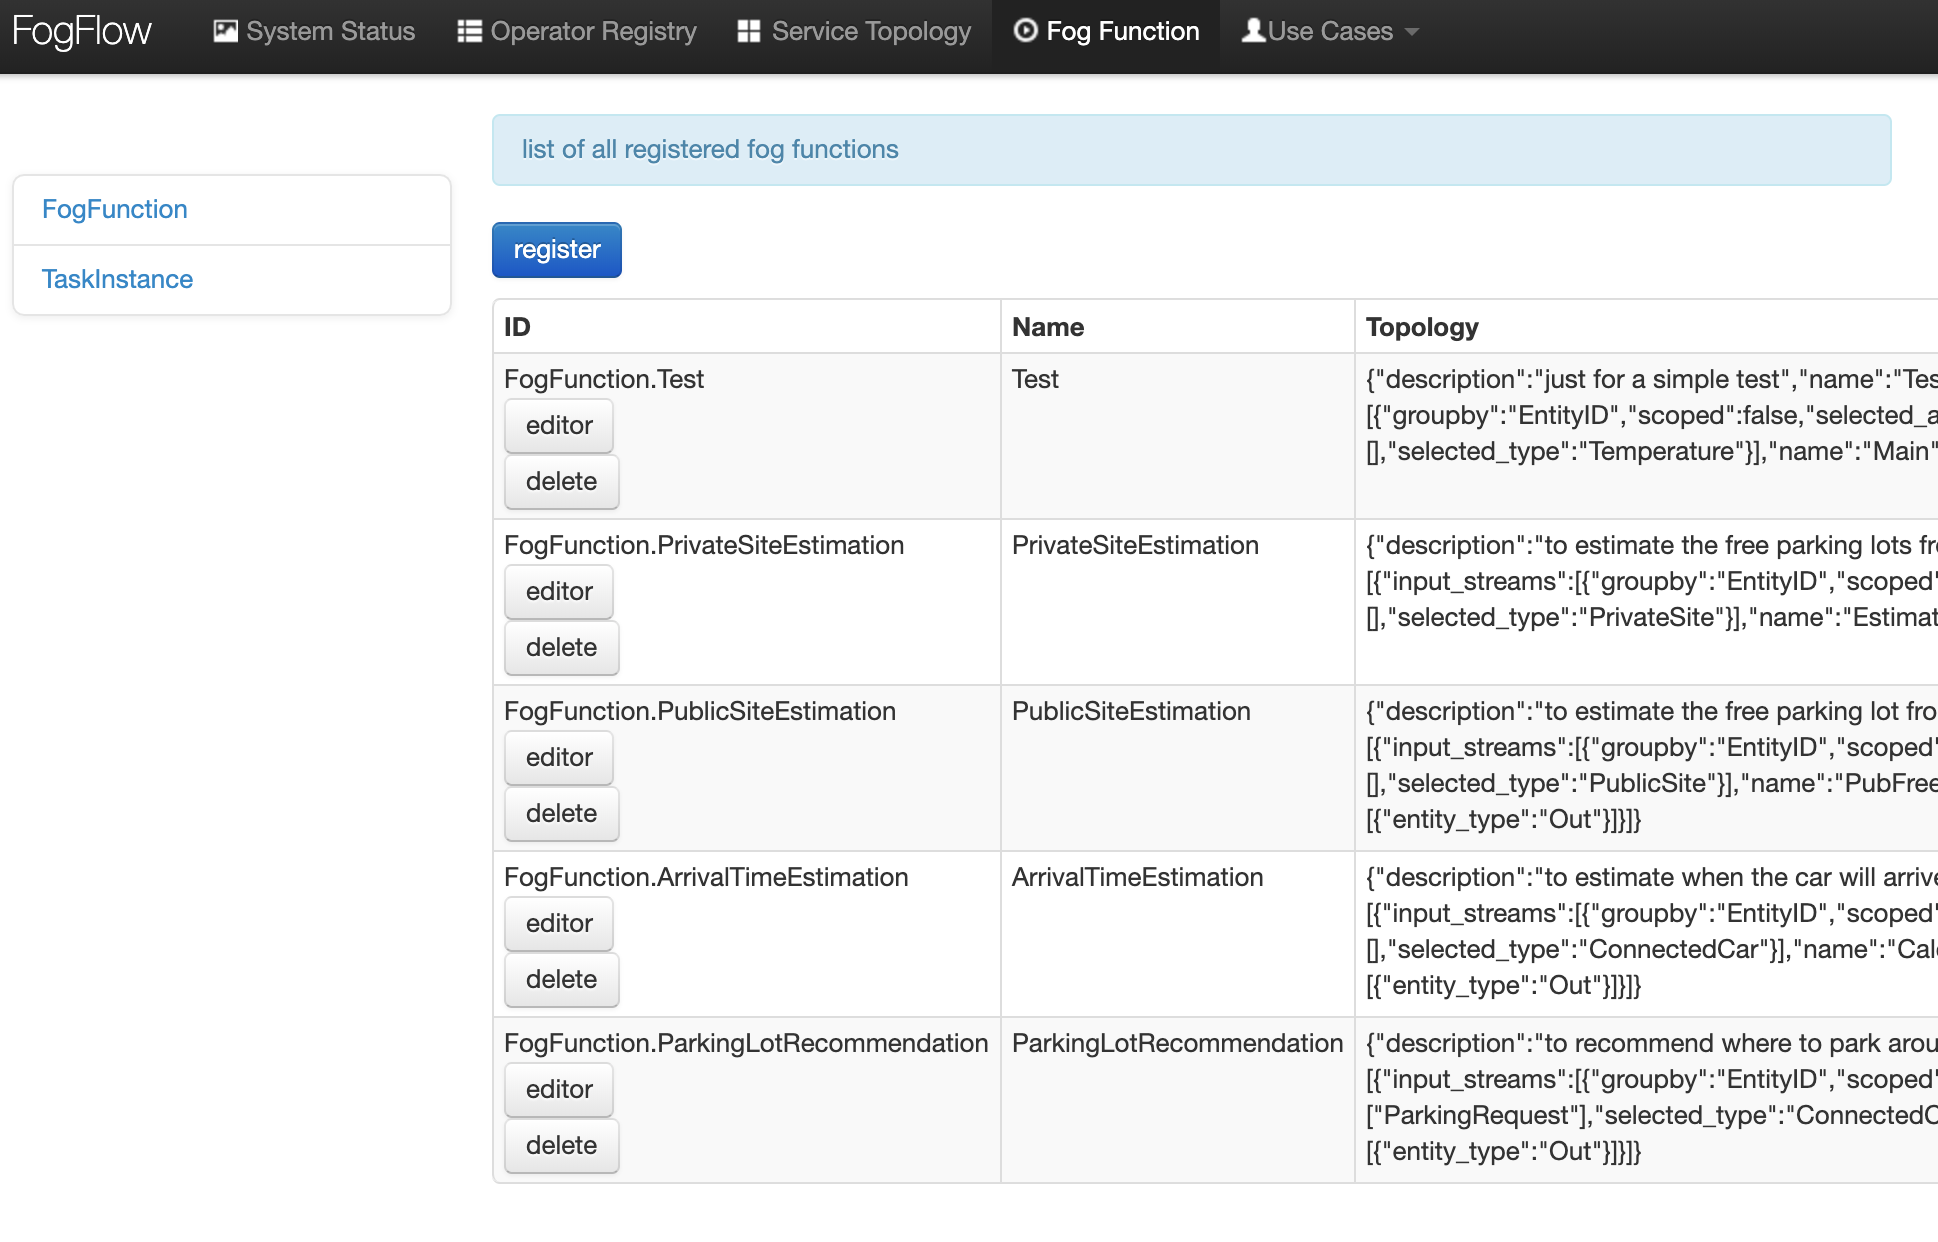 FogFlow System Status Operator Registry Service Topology Fog Function Use Cases
list of all registered fog functions
FogFunction
TaskInstance
register
ID Name Topology
FogFunction.Test Test {"description":"just for a simple test","name":"Tes
editor [{"groupby":"EntityID","scoped":false,"selected_a
[],"selected_type":"Temperature"}],"name":"Main"
delete
FogFunction.PrivateSiteEstimation PrivateSiteEstimation {"description":"to estimate the free parking lots fr
editor [{"input_streams":[{"groupby":"EntityID","scoped"
[],"selected_type":"PrivateSite"}],"name":"Estimat
delete
FogFunction.PublicSiteEstimation PublicSiteEstimation {"description":"to estimate the free parking lot fro
editor [{"input_streams":[{"groupby":"EntityID","scoped"
[],"selected_type":"PublicSite"}],"name":"PubFree
delete [{"entity_type":"Out"}]}]}
FogFunction.ArrivalTimeEstimation ArrivalTimeEstimation {"description":"to estimate when the car will arrive
editor [{"input_streams":[{"groupby":"EntityID","scoped"
[],"selected_type":"ConnectedCar"}],"name":"Calc
delete [{"entity_type":"Out"}]}]}
FogFunction.ParkingLotRecommendation ParkingLotRecommendation {"description":"to recommend where to park arou
editor [{"input_streams":[{"groupby":"EntityID","scoped"
["ParkingRequest"],"selected_type":"ConnectedC
delete [{"entity_type":"Out"}]}]}